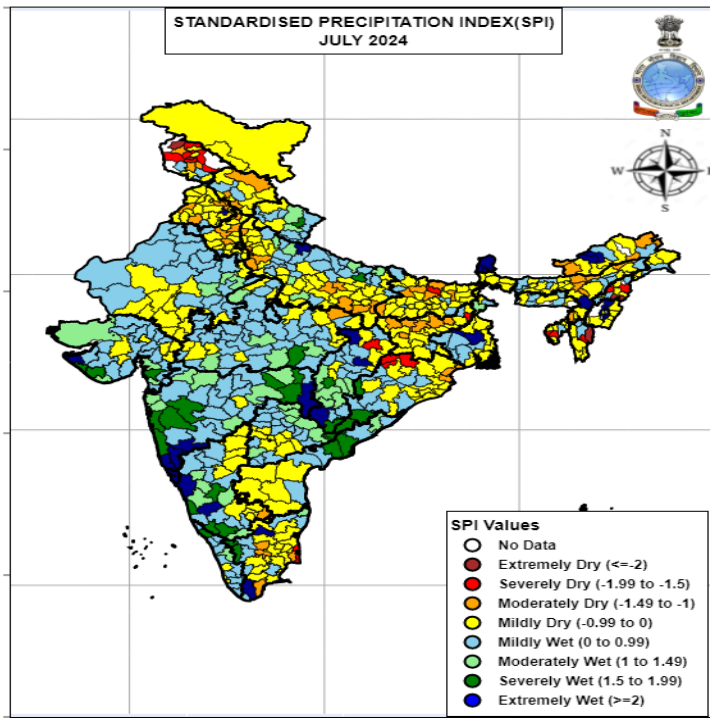 STANDARDISED PRECIPITATION INDEX(SPI)
JULY 2024
N
W
E
S
SPI Values
No Data
Extremely Dry (<=-2)
Severely Dry (-1.99 to -1.5)
Moderately Dry (-1.49 to -1)
Mildly Dry (-0.99 to 0)
Mildly Wet (0 to 0.99)
Moderately Wet (1 to 1.49)
Severely Wet (1.5 to 1.99)
Extremely Wet (>=2)